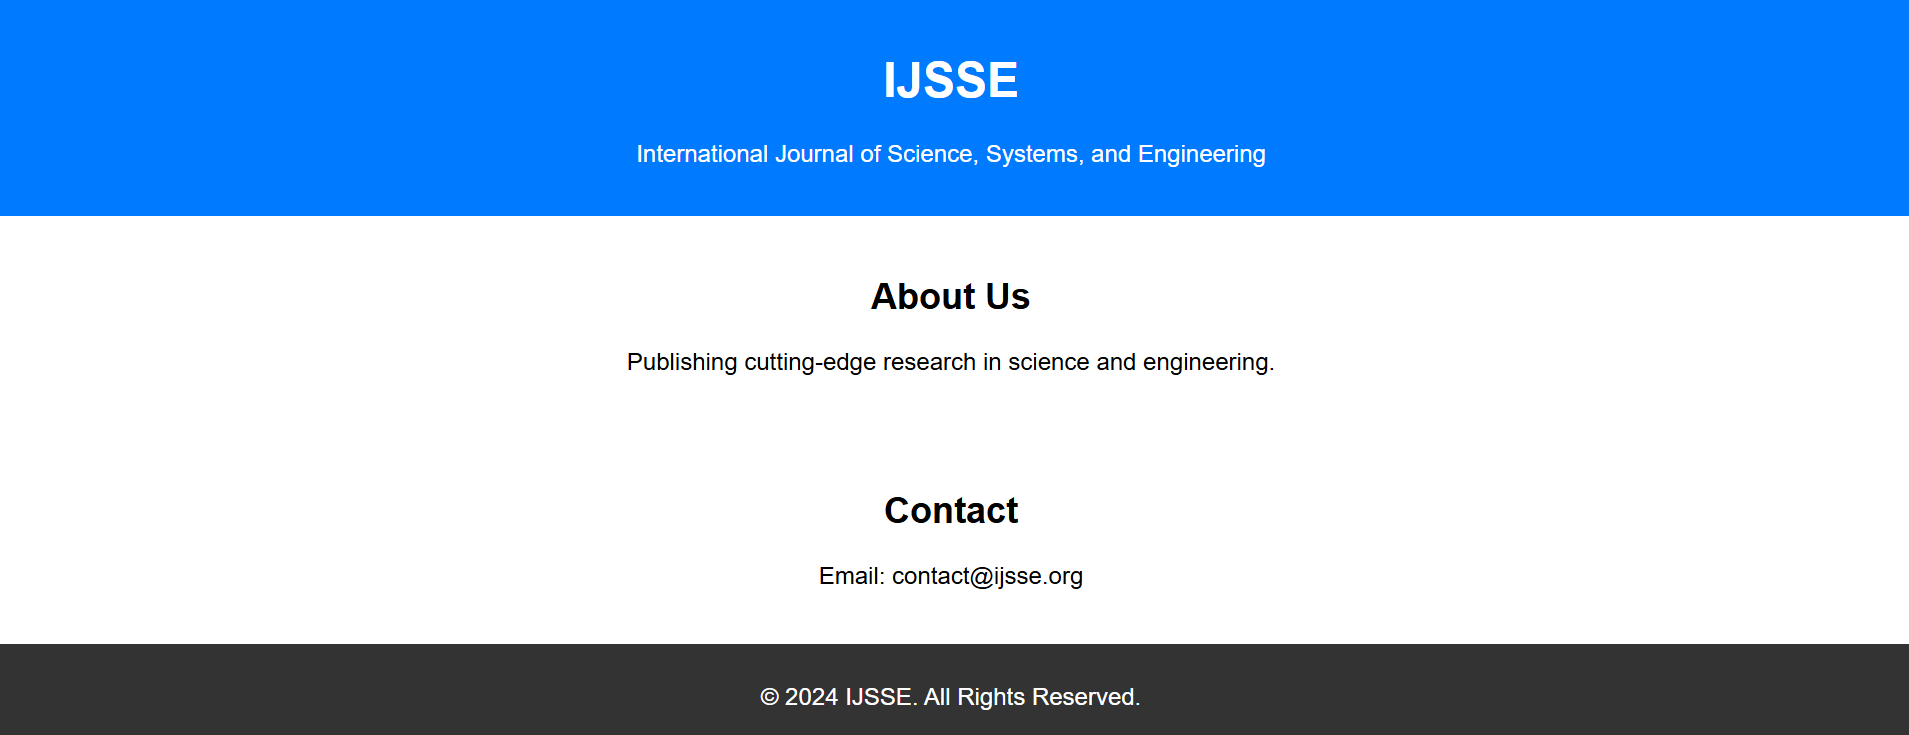 IJSSE
International Journal of Science, Systems, and Engineering
About Us
Publishing cutting-edge research in science and engineering.
Contact
Email: contact@ijsse.org
© 2024 IJSSE. All Rights Reserved.